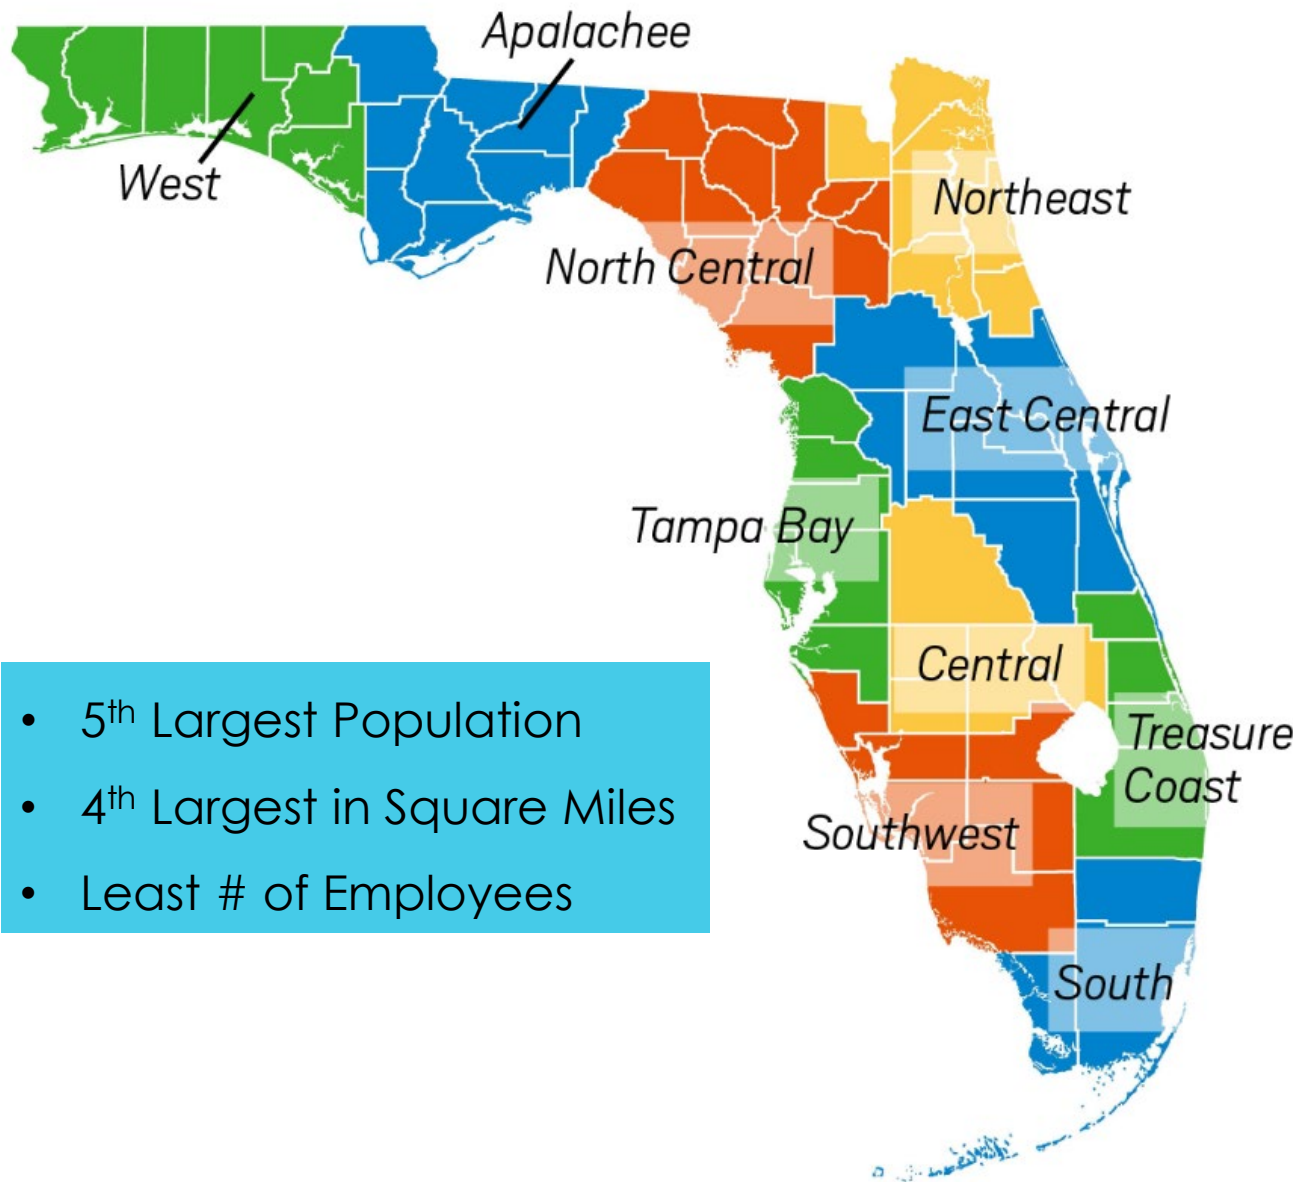 Apalachee
West
Northeast
North Central
East Central
Tampa Bay
Central
• 5th Largest Population
Treasure
Coast
• 4th Largest in Square Miles
Southwest
• Least # of Employees
South